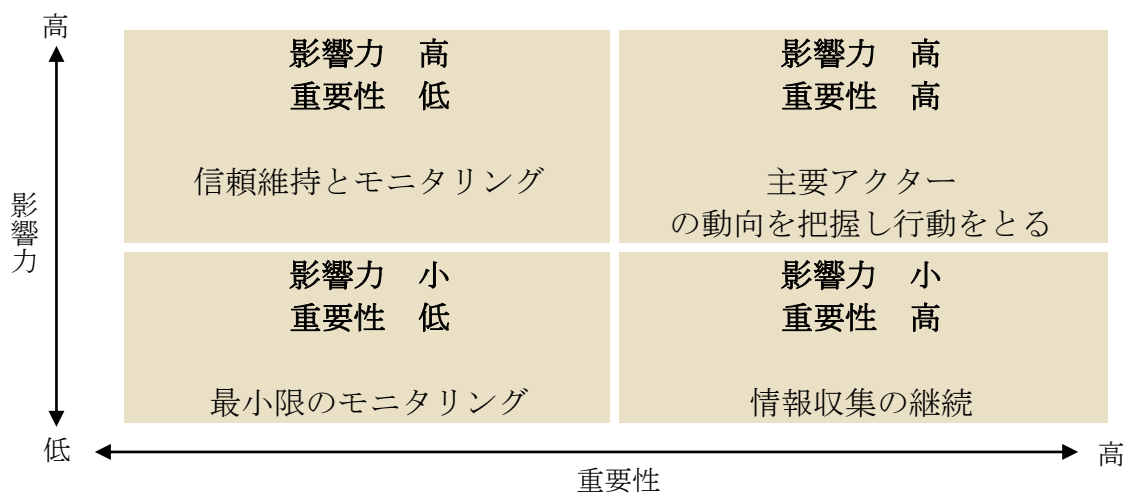 高
影響力　高
重要性　低
信頼維持とモニタリング
影響力　高
重要性　高
主要アクター
の動向を把握し行動をとる
影響力
影響力　小
重要性　低
最小限のモニタリング
影響力　小
重要性　高
情報収集の継続
低
高
重要性